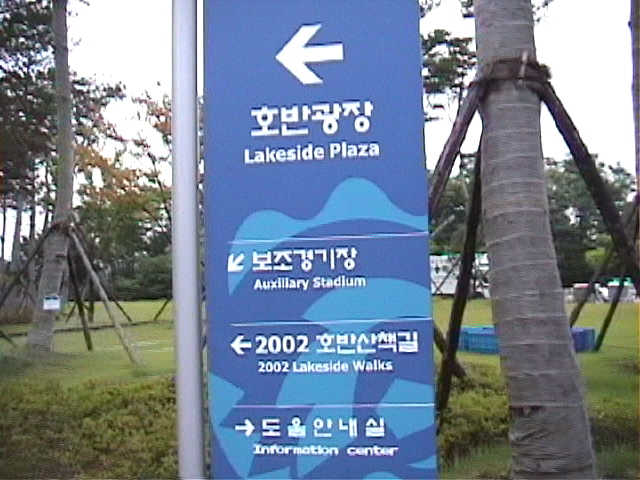 호반광장
Lakeside Plaza
보조경기장
Auxiliary Stadium
2002 호반산책길
2002 Lakeside Walks
도움안내실
Information center